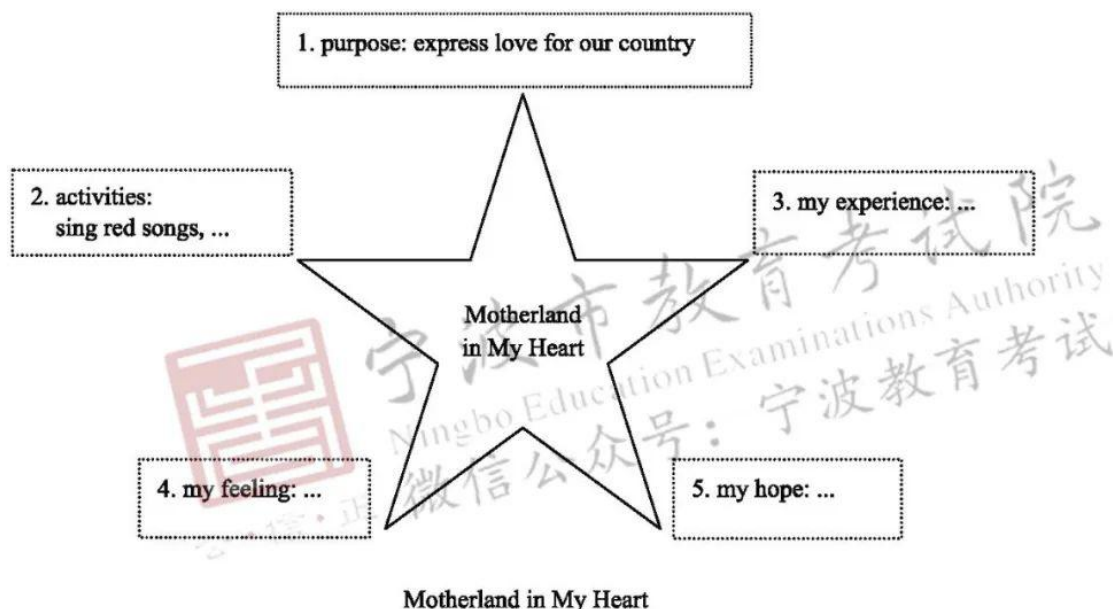 1. purpose: express love for our country
2. activities:
sing red songs, ...
3. my experience: ...
Motherland
in My Heart
宁波市教育考试院
Ningbo Education Examinations Authority
微信公众号：宁波教育考试
4. my feeling: ...
5. my hope: ...
Motherland in My Heart